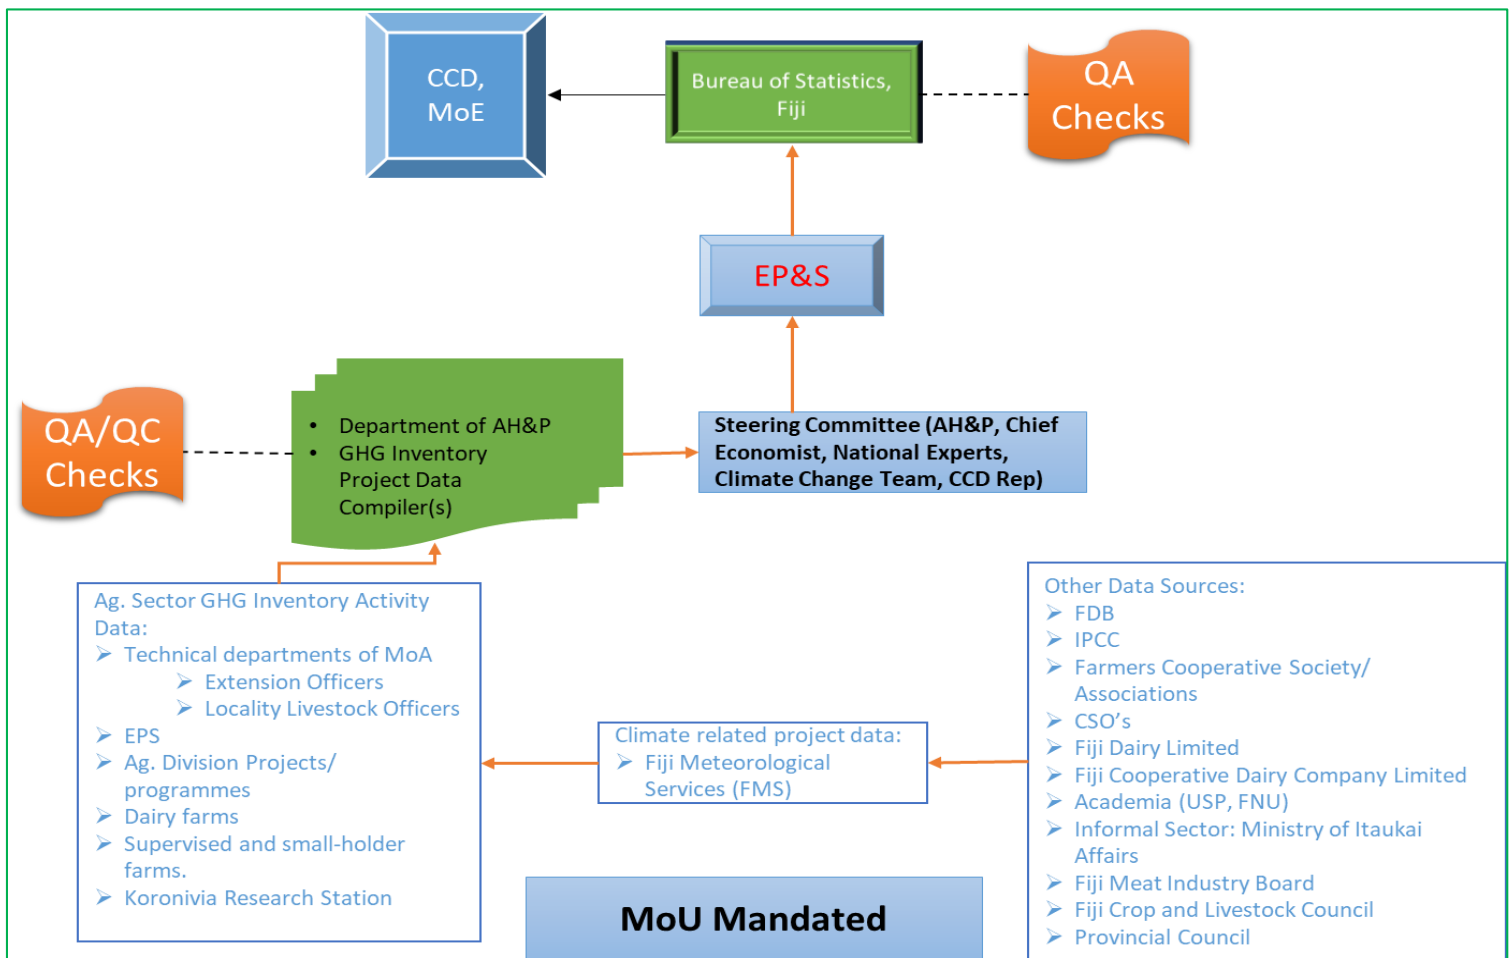 CCD,
MoE
Bureau of Statistics,
Fiji
QA
Checks
EP&S
QA/QC
Checks
• Department of AH&P
• GHG Inventory
Project Data
Compiler(s)
Steering Committee (AH&P, Chief
Economist, National Experts,
Climate Change Team, CCD Rep)
Ag. Sector GHG Inventory Activity
Data:
➢ Technical departments of MoA
➢ Extension Officers
➢ Locality Livestock Officers
➢ EPS
➢ Ag. Division Projects/
programmes
➢ Dairy farms
➢ Supervised and small-holder
farms.
➢ Koronivia Research Station
Climate related project data:
➢ Fiji Meteorological
Services (FMS)
Other Data Sources:
➢ FDB
➢ IPCC
➢ Farmers Cooperative Society/
Associations
➢ CSO’s
➢ Fiji Dairy Limited
➢ Fiji Cooperative Dairy Company Limited
➢ Academia (USP, FNU)
➢ Informal Sector: Ministry of Itaukai
Affairs
➢ Fiji Meat Industry Board
➢ Fiji Crop and Livestock Council
➢ Provincial Council
MoU Mandated